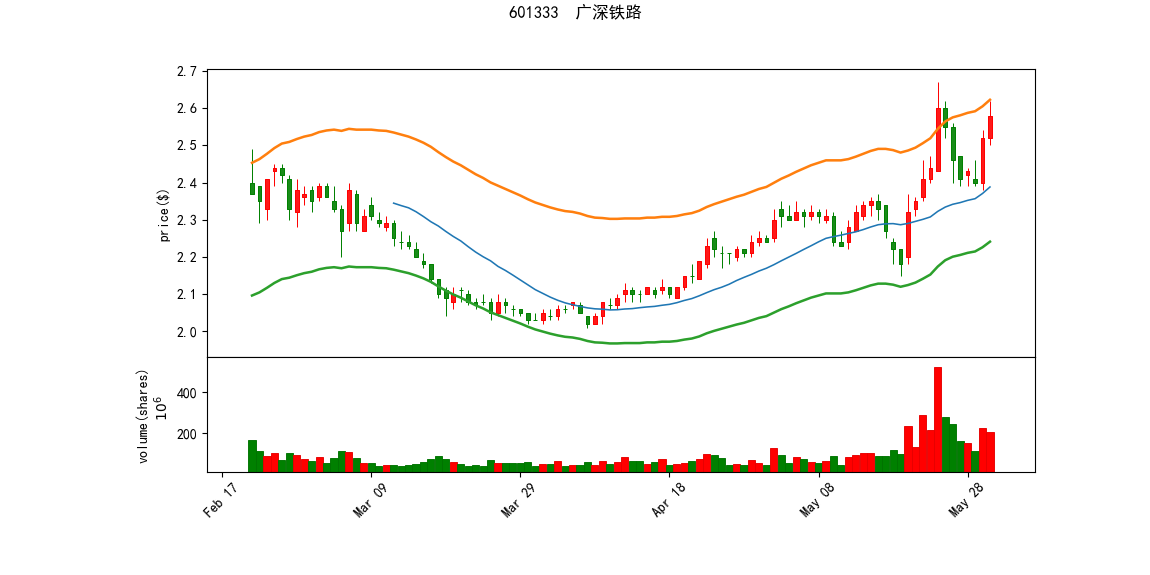 601333 广深铁路
2.7
2.6
2.5
2.4
2.3
2.2
2.1
2.0
price($)
400
200
volume(shares)
10^6
Feb 17
Mar 09
Mar 29
Apr 18
May 08
May 28